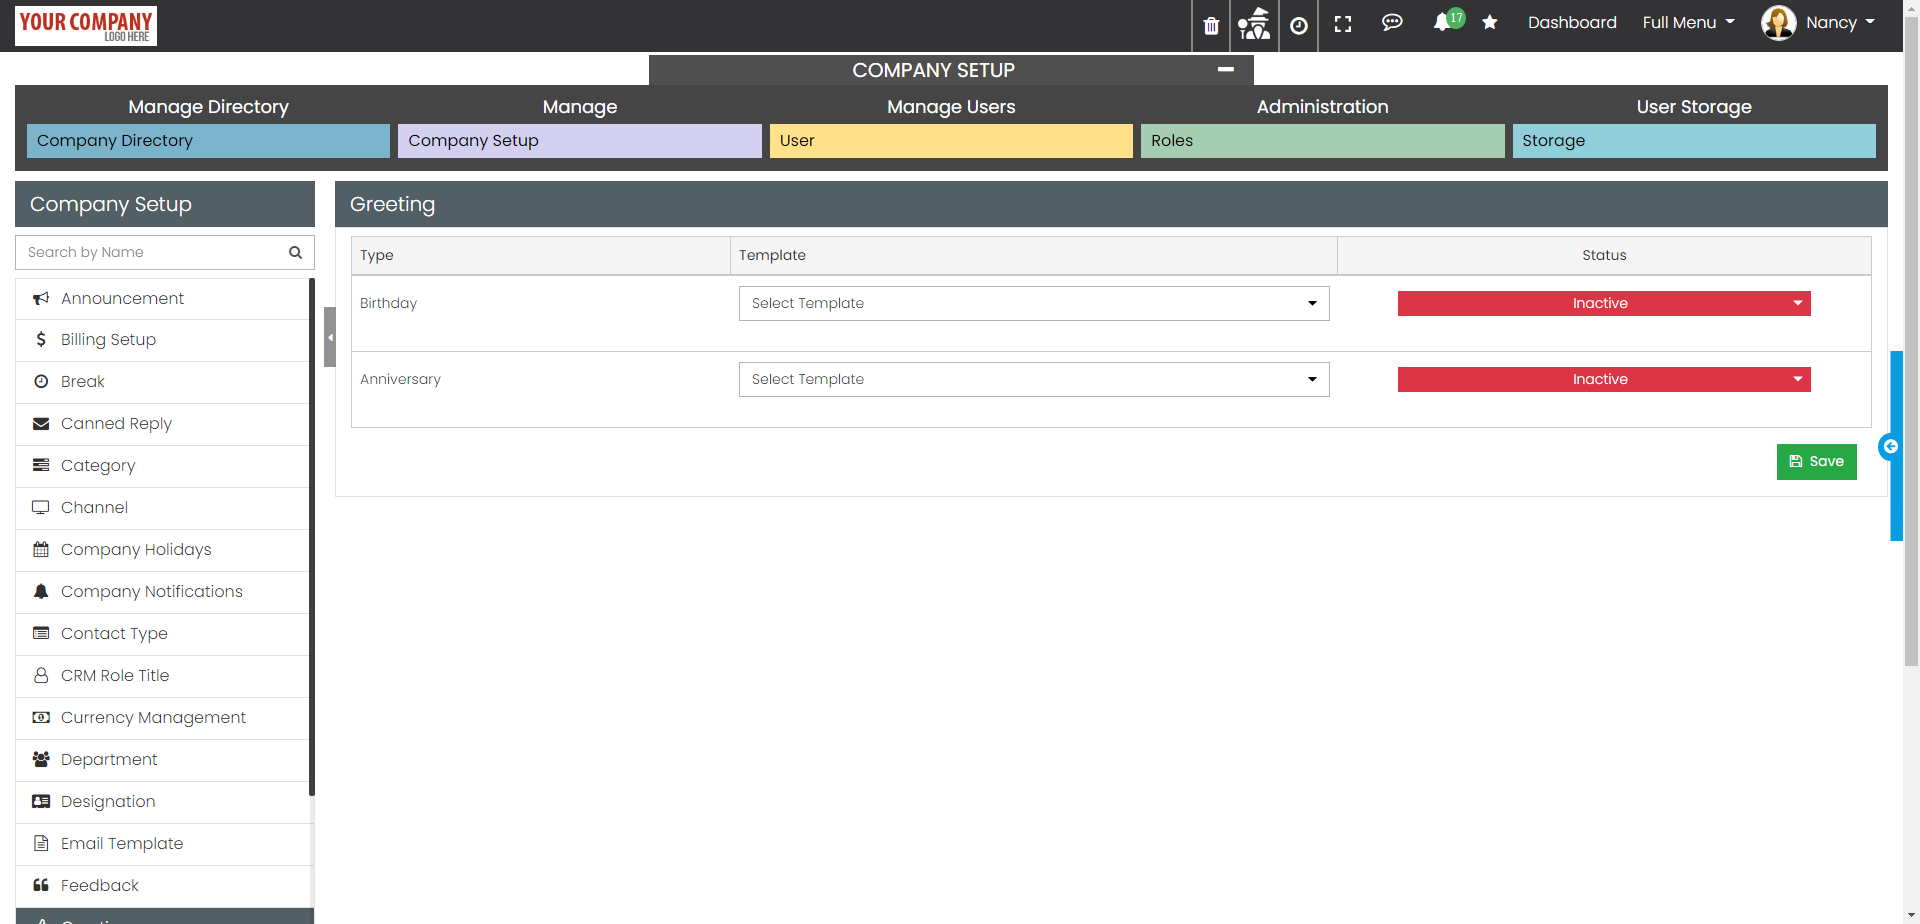 YOUR COMPANY
LOGO HERE
17
Dashboard
Full Menu
Nancy
COMPANY SETUP
Manage Directory
Manage
Manage Users
Administration
User Storage
Company Directory
Company Setup
User
Roles
Storage
Company Setup
Search by Name
Announcement
Billing Setup
Break
Canned Reply
Category
Channel
Company Holidays
Company Notifications
Contact Type
CRM Role Title
Currency Management
Department
Designation
Email Template
Feedback
Greeting
Type
Template
Status
Birthday
Select Template
Inactive
Anniversary
Select Template
Inactive
Save